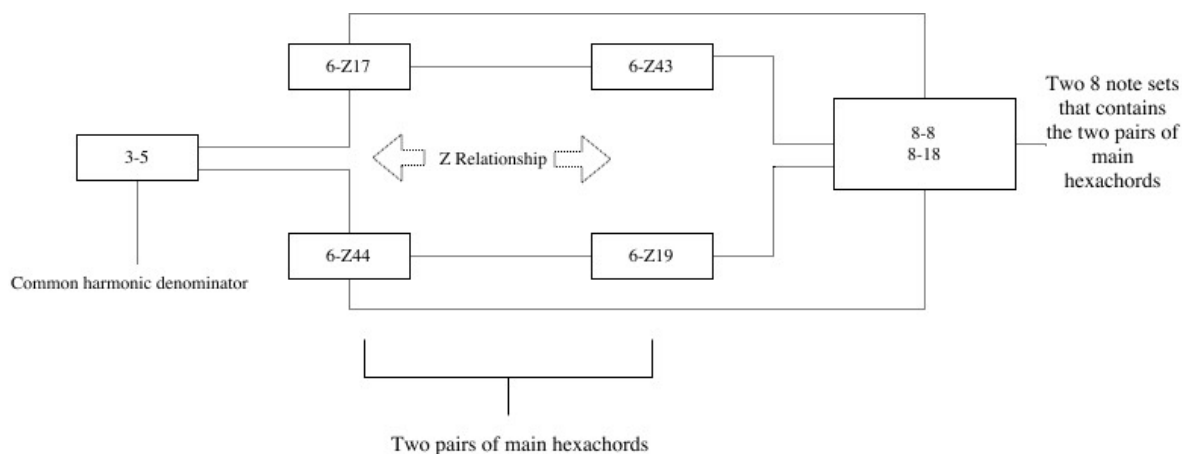 6-Z17
6-Z43
Two 8 note sets
that contains
the two pairs of
main
hexachords
8-8
8-18
3-5
Z Relationship
6-Z44
6-Z19
Common harmonic denominator
Two pairs of main hexachords